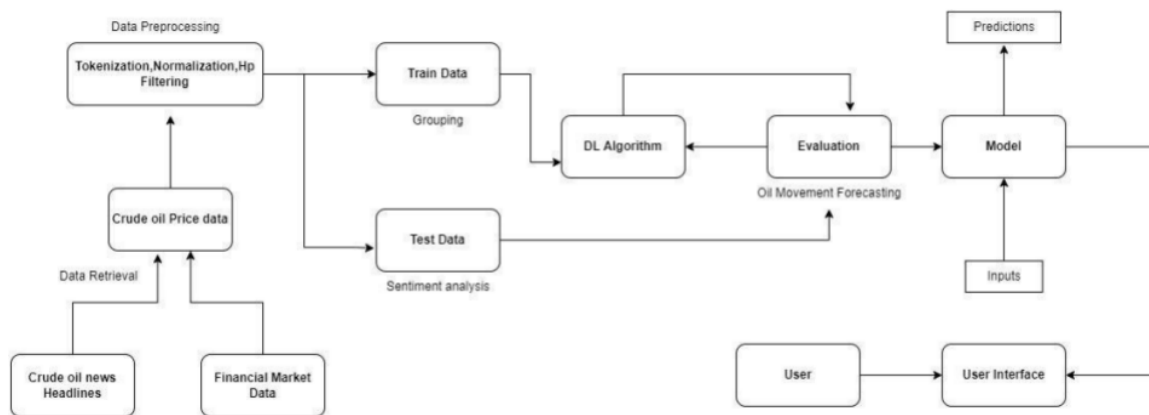 Data Preprocessing
Tokenization,Normalization,Hp
Filtering
Train Data
Grouping
DL Algorithm
Evaluation
Oil Movement Forecasting
Predictions
Model
Inputs
Crude oil Price data
Data Retrieval
Test Data
Sentiment analysis
Crude oil news
Headlines
Financial Market
Data
User
User Interface